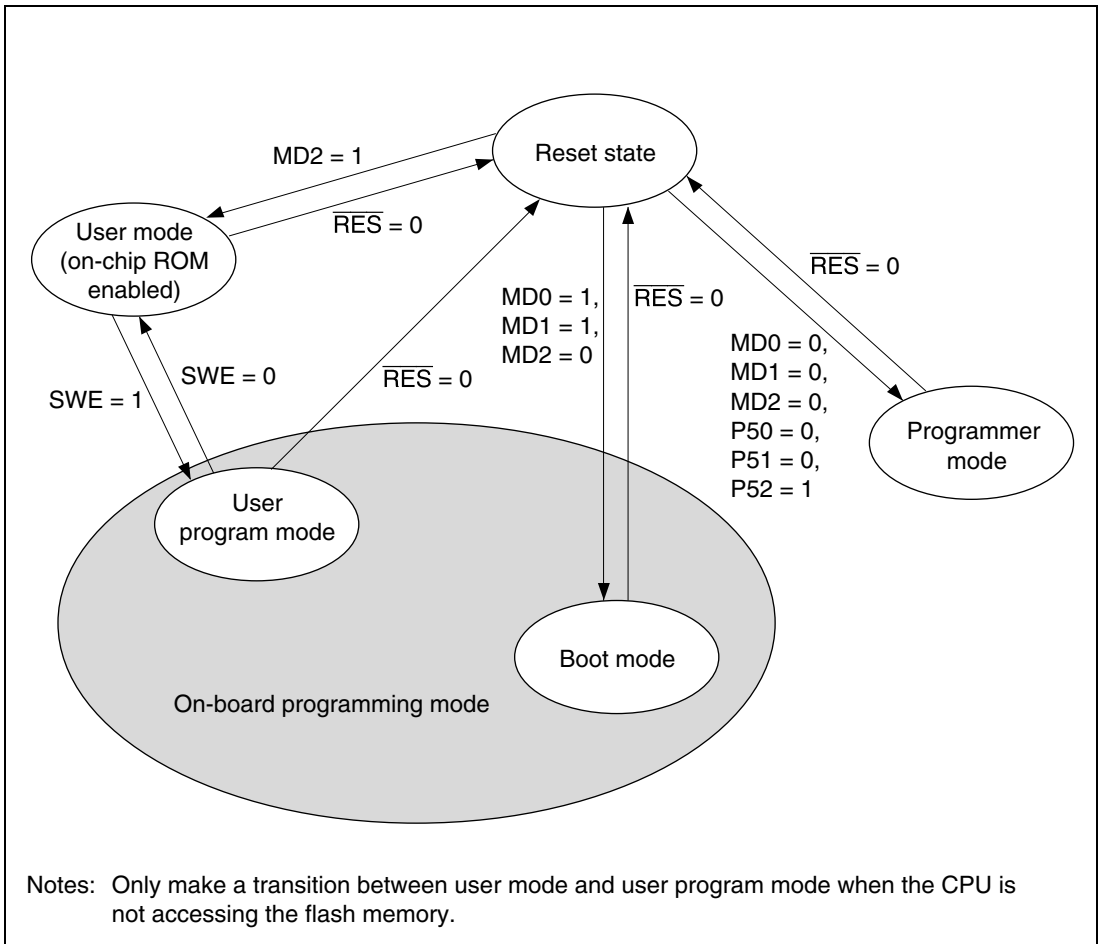 Reset state
MD2 = 1
RES = 0
User mode
(on-chip ROM
enabled)
RES = 0
MD0 = 1,
MD1 = 1,
MD2 = 0
RES = 0
MD0 = 0,
MD1 = 0,
MD2 = 0,
P50 = 0,
P51 = 0,
P52 = 1
SWE = 0
SWE = 1
RES = 0
Programmer
mode
User
program mode
Boot mode
On-board programming mode
Notes: Only make a transition between user mode and user program mode when the CPU is
not accessing the flash memory.